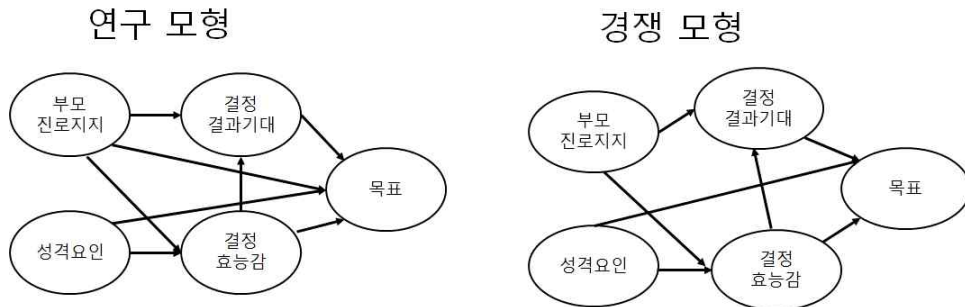 연구 모형
경쟁 모형
부모
진로지지
결정
결과기대
목표
성격요인
결정
효능감
부모
진로지지
결정
결과기대
목표
성격요인
결정
효능감